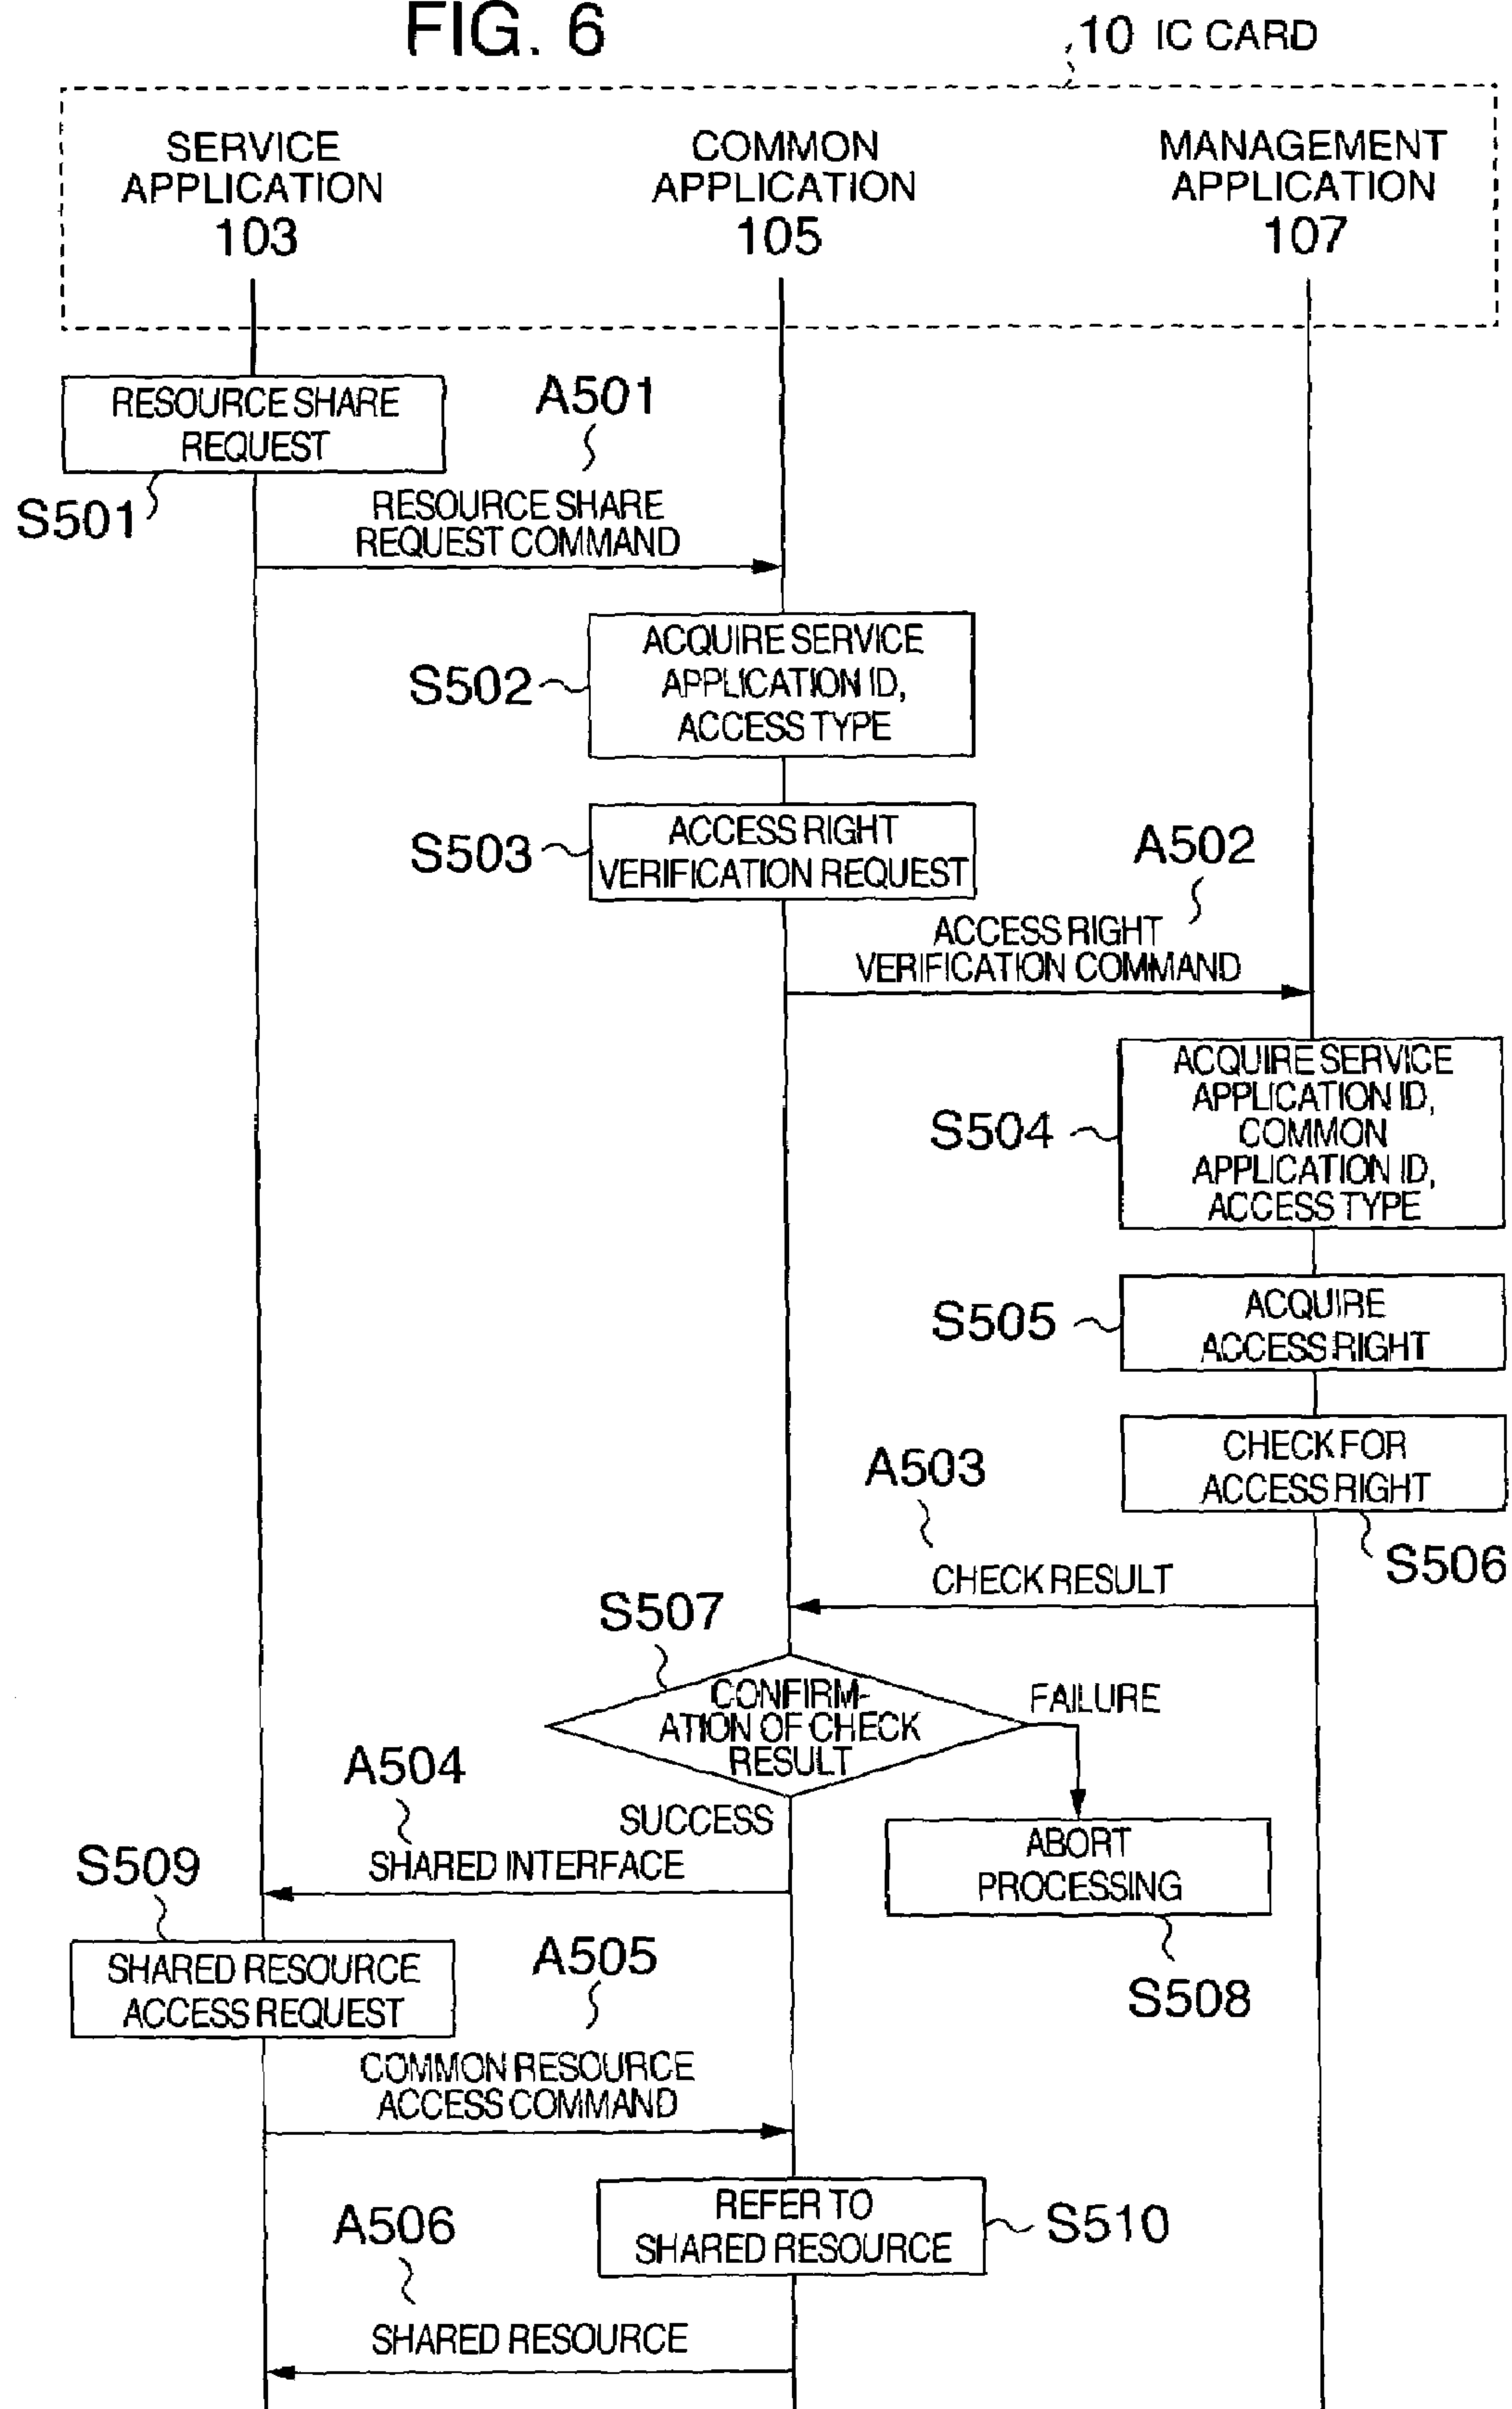 FIG. 6
10 IC CARD
SERVICE
APPLICATION
103
COMMON
APPLICATION
105
MANAGEMENT
APPLICATION
107
RESOURCE SHARE
REQUEST
S501
A501
RESOURCE SHARE
REQUEST COMMAND
S502
ACQUIRE SERVICE
APPLICATION ID,
ACCESS TYPE
S503
ACCESS RIGHT
VERIFICATION REQUEST
A502
ACCESS RIGHT
VERIFICATION COMMAND
S504
ACQUIRE SERVICE
APPLICATION ID,
COMMON
APPLICATION ID,
ACCESS TYPE
S505
ACQUIRE
ACCESS RIGHT
CHECK FOR
ACCESS RIGHT
S506
A503
CHECK RESULT
S507
CONFIRM-
ATION OF CHECK
RESULT
FAILURE
SUCCESS
ABORT
PROCESSING
S508
A504
SHARED INTERFACE
S509
SHARED RESOURCE
ACCESS REQUEST
A505
COMMON RESOURCE
ACCESS COMMAND
REFER TO
SHARED RESOURCE
S510
A506
SHARED RESOURCE